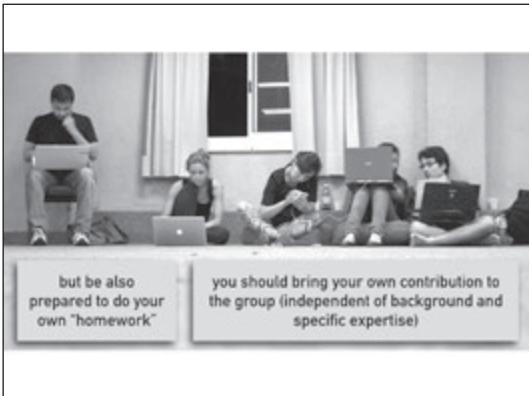 but be also
prepared to do your
own "homework"
you should bring your own contribution to
the group (independent of background and
specific expertise)